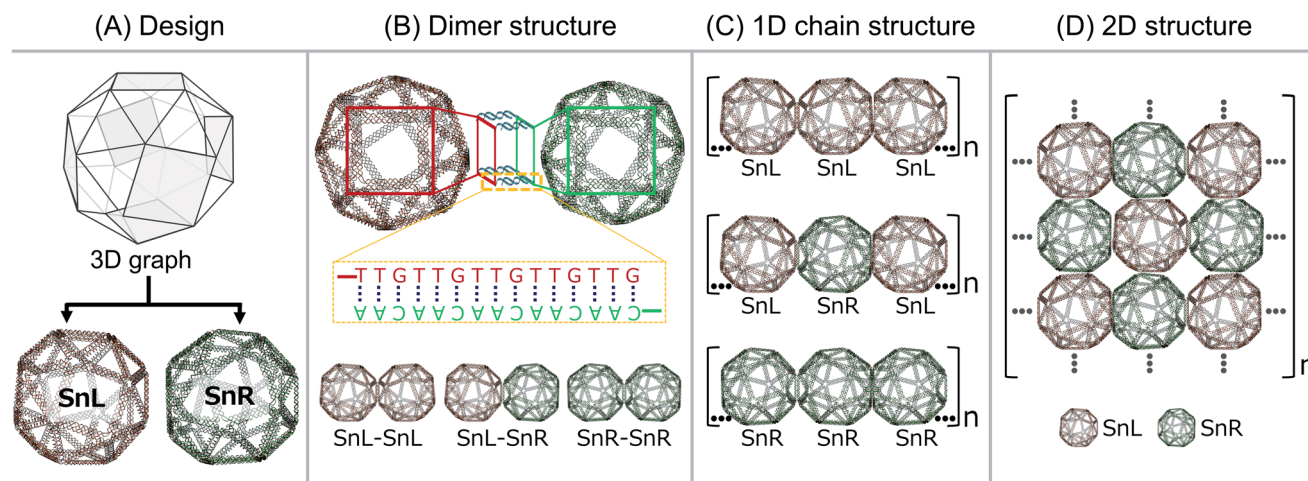 (A) Design
(B) Dimer structure
(C) 1D chain structure
(D) 2D structure
3D graph
SnL
SnR
TTGTTGTTGTTGTTG
AACAACAACAACAAC
SnL-SnL
SnL-SnR
SnR-SnR
SnL
SnL
SnL
n
SnL
SnR
SnL
n
SnR
SnR
SnR
n
n
SnL
SnR